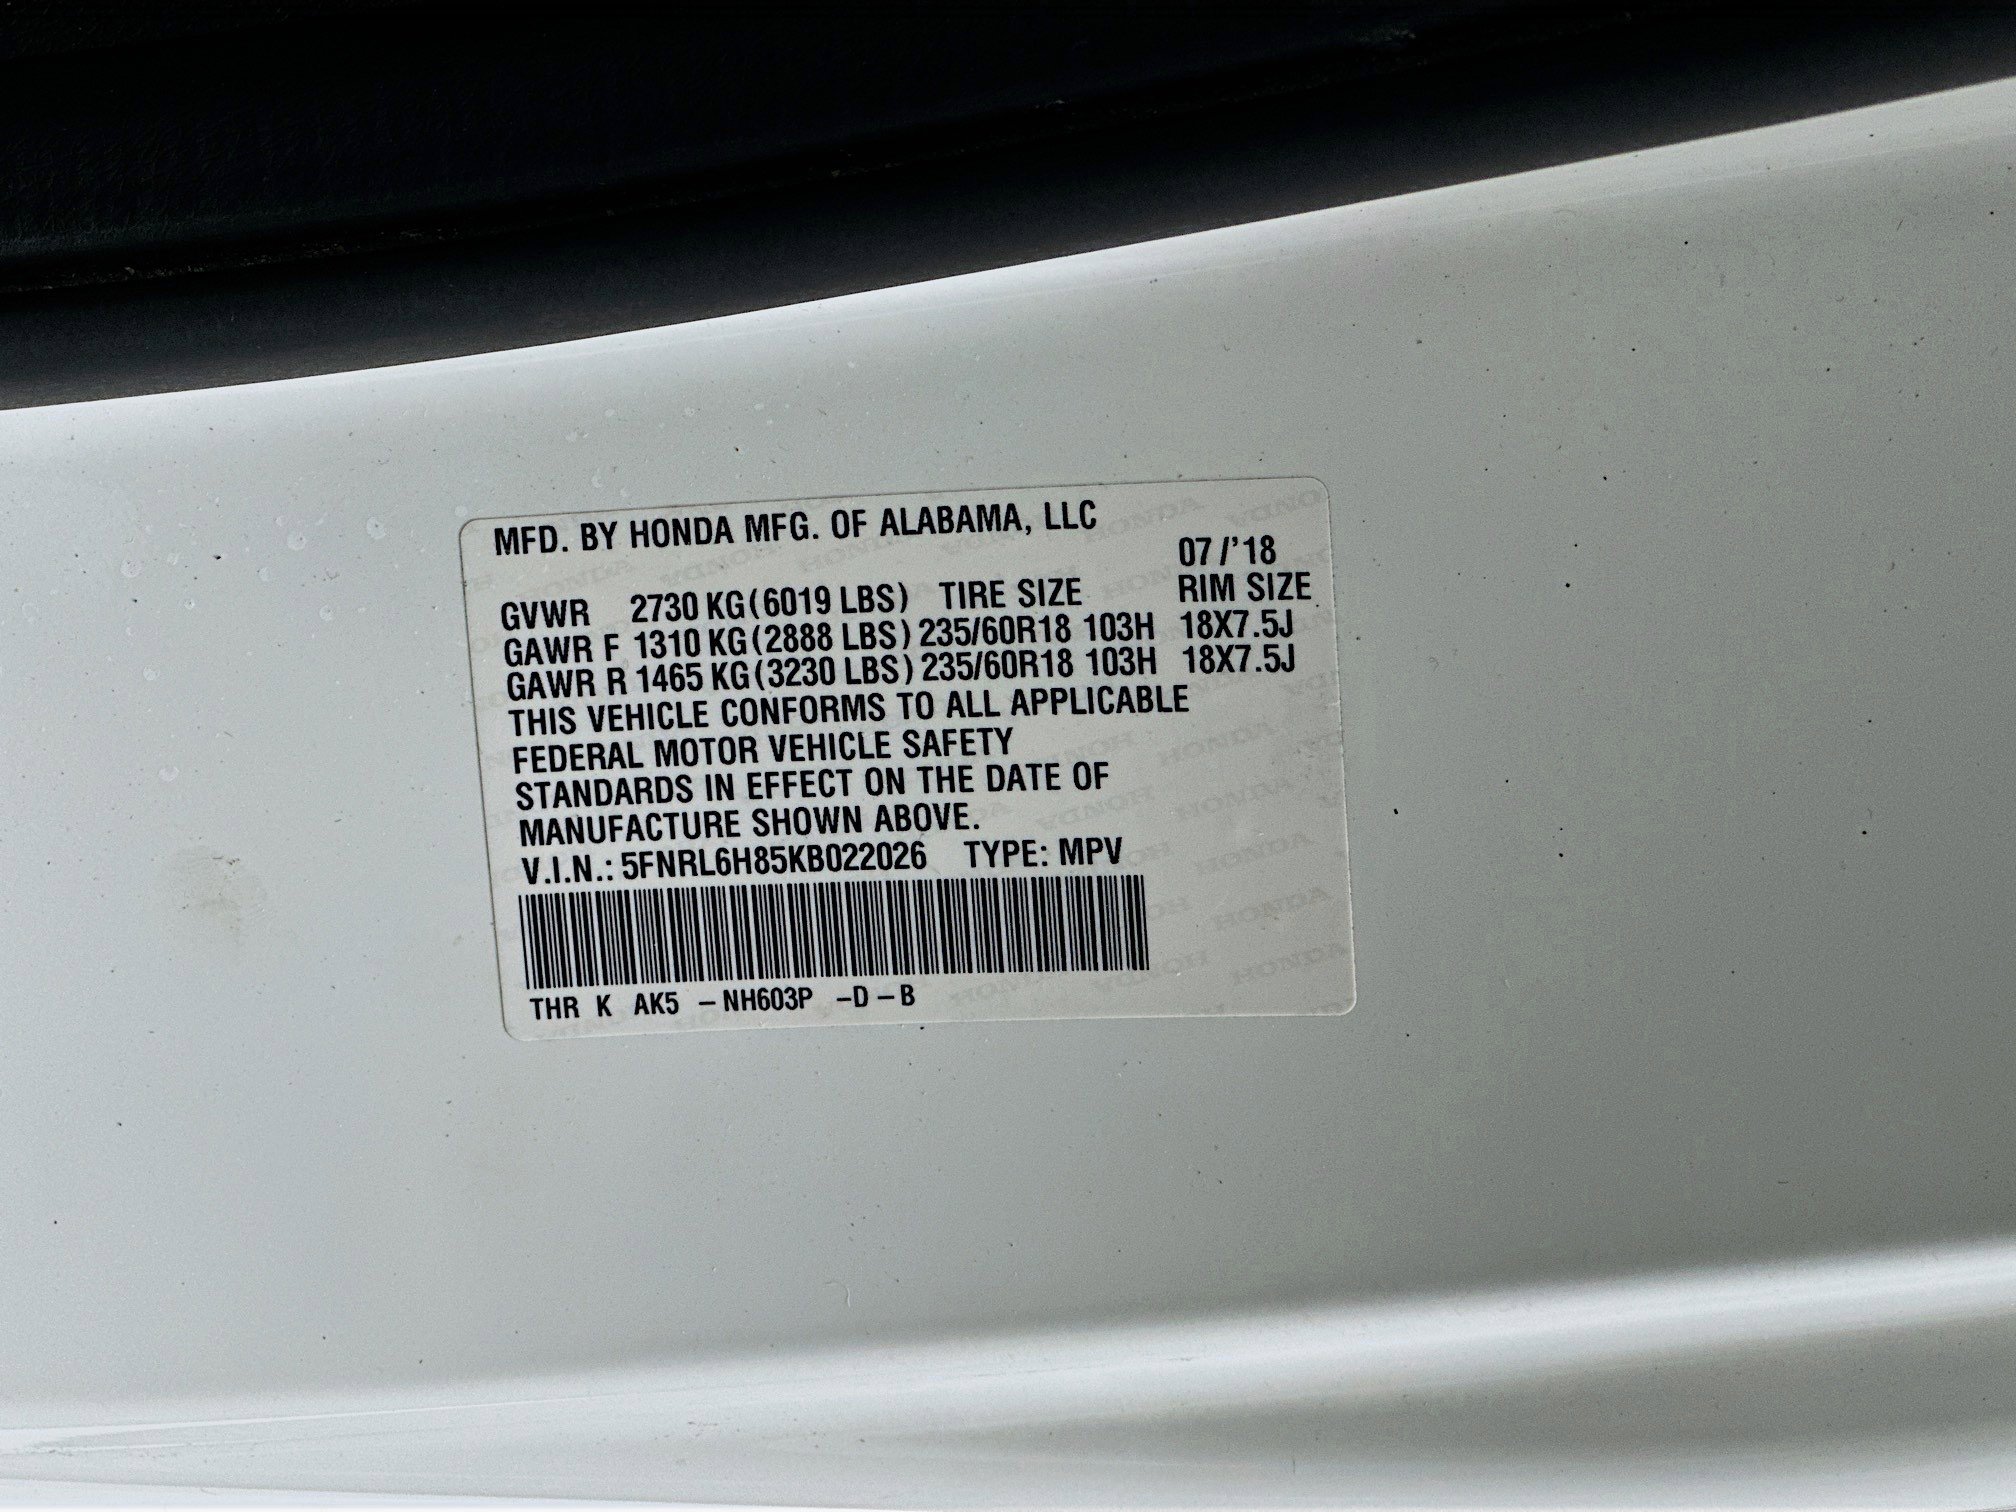 MFD. BY HONDA MFG. OF ALABAMA, LLC
07/'18
GVWR 2730 KG(6019 LBS) TIRE SIZE RIM SIZE
GAWR F 1310 KG(2888 LBS) 235/60R18 103H 18X7.5J
GAWR R 1465 KG(3230 LBS) 235/60R18 103H 18X7.5J
THIS VEHICLE CONFORMS TO ALL APPLICABLE
FEDERAL MOTOR VEHICLE SAFETY
STANDARDS IN EFFECT ON THE DATE OF
MANUFACTURE SHOWN ABOVE.
V.I.N.: 5FNRL6H85KB022026 TYPE: MPV
THR K AK5 -NH603P -D-B